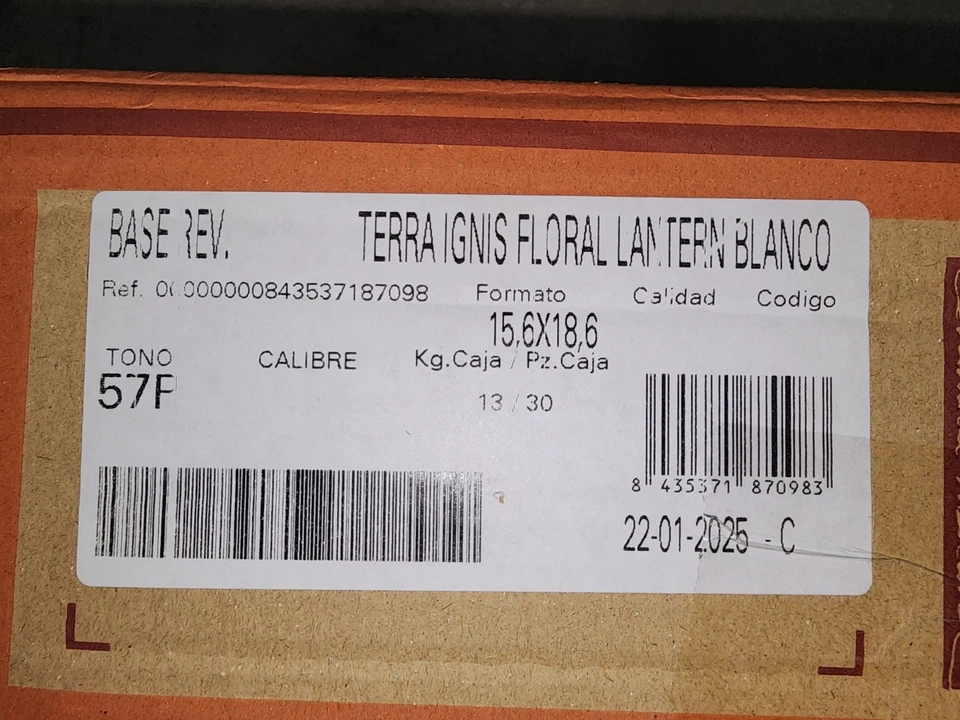 BASE REV. TERRA IGNIS FLORAL LANTERN BLANCO
Ref. 000000000843537187098 Formato Calidad Codigo
15,6X18,6
TONO CALIBRE Kg.Caja / Pz.Caja
57P 13 / 30
8 435371 870983
22-01-2025 - C